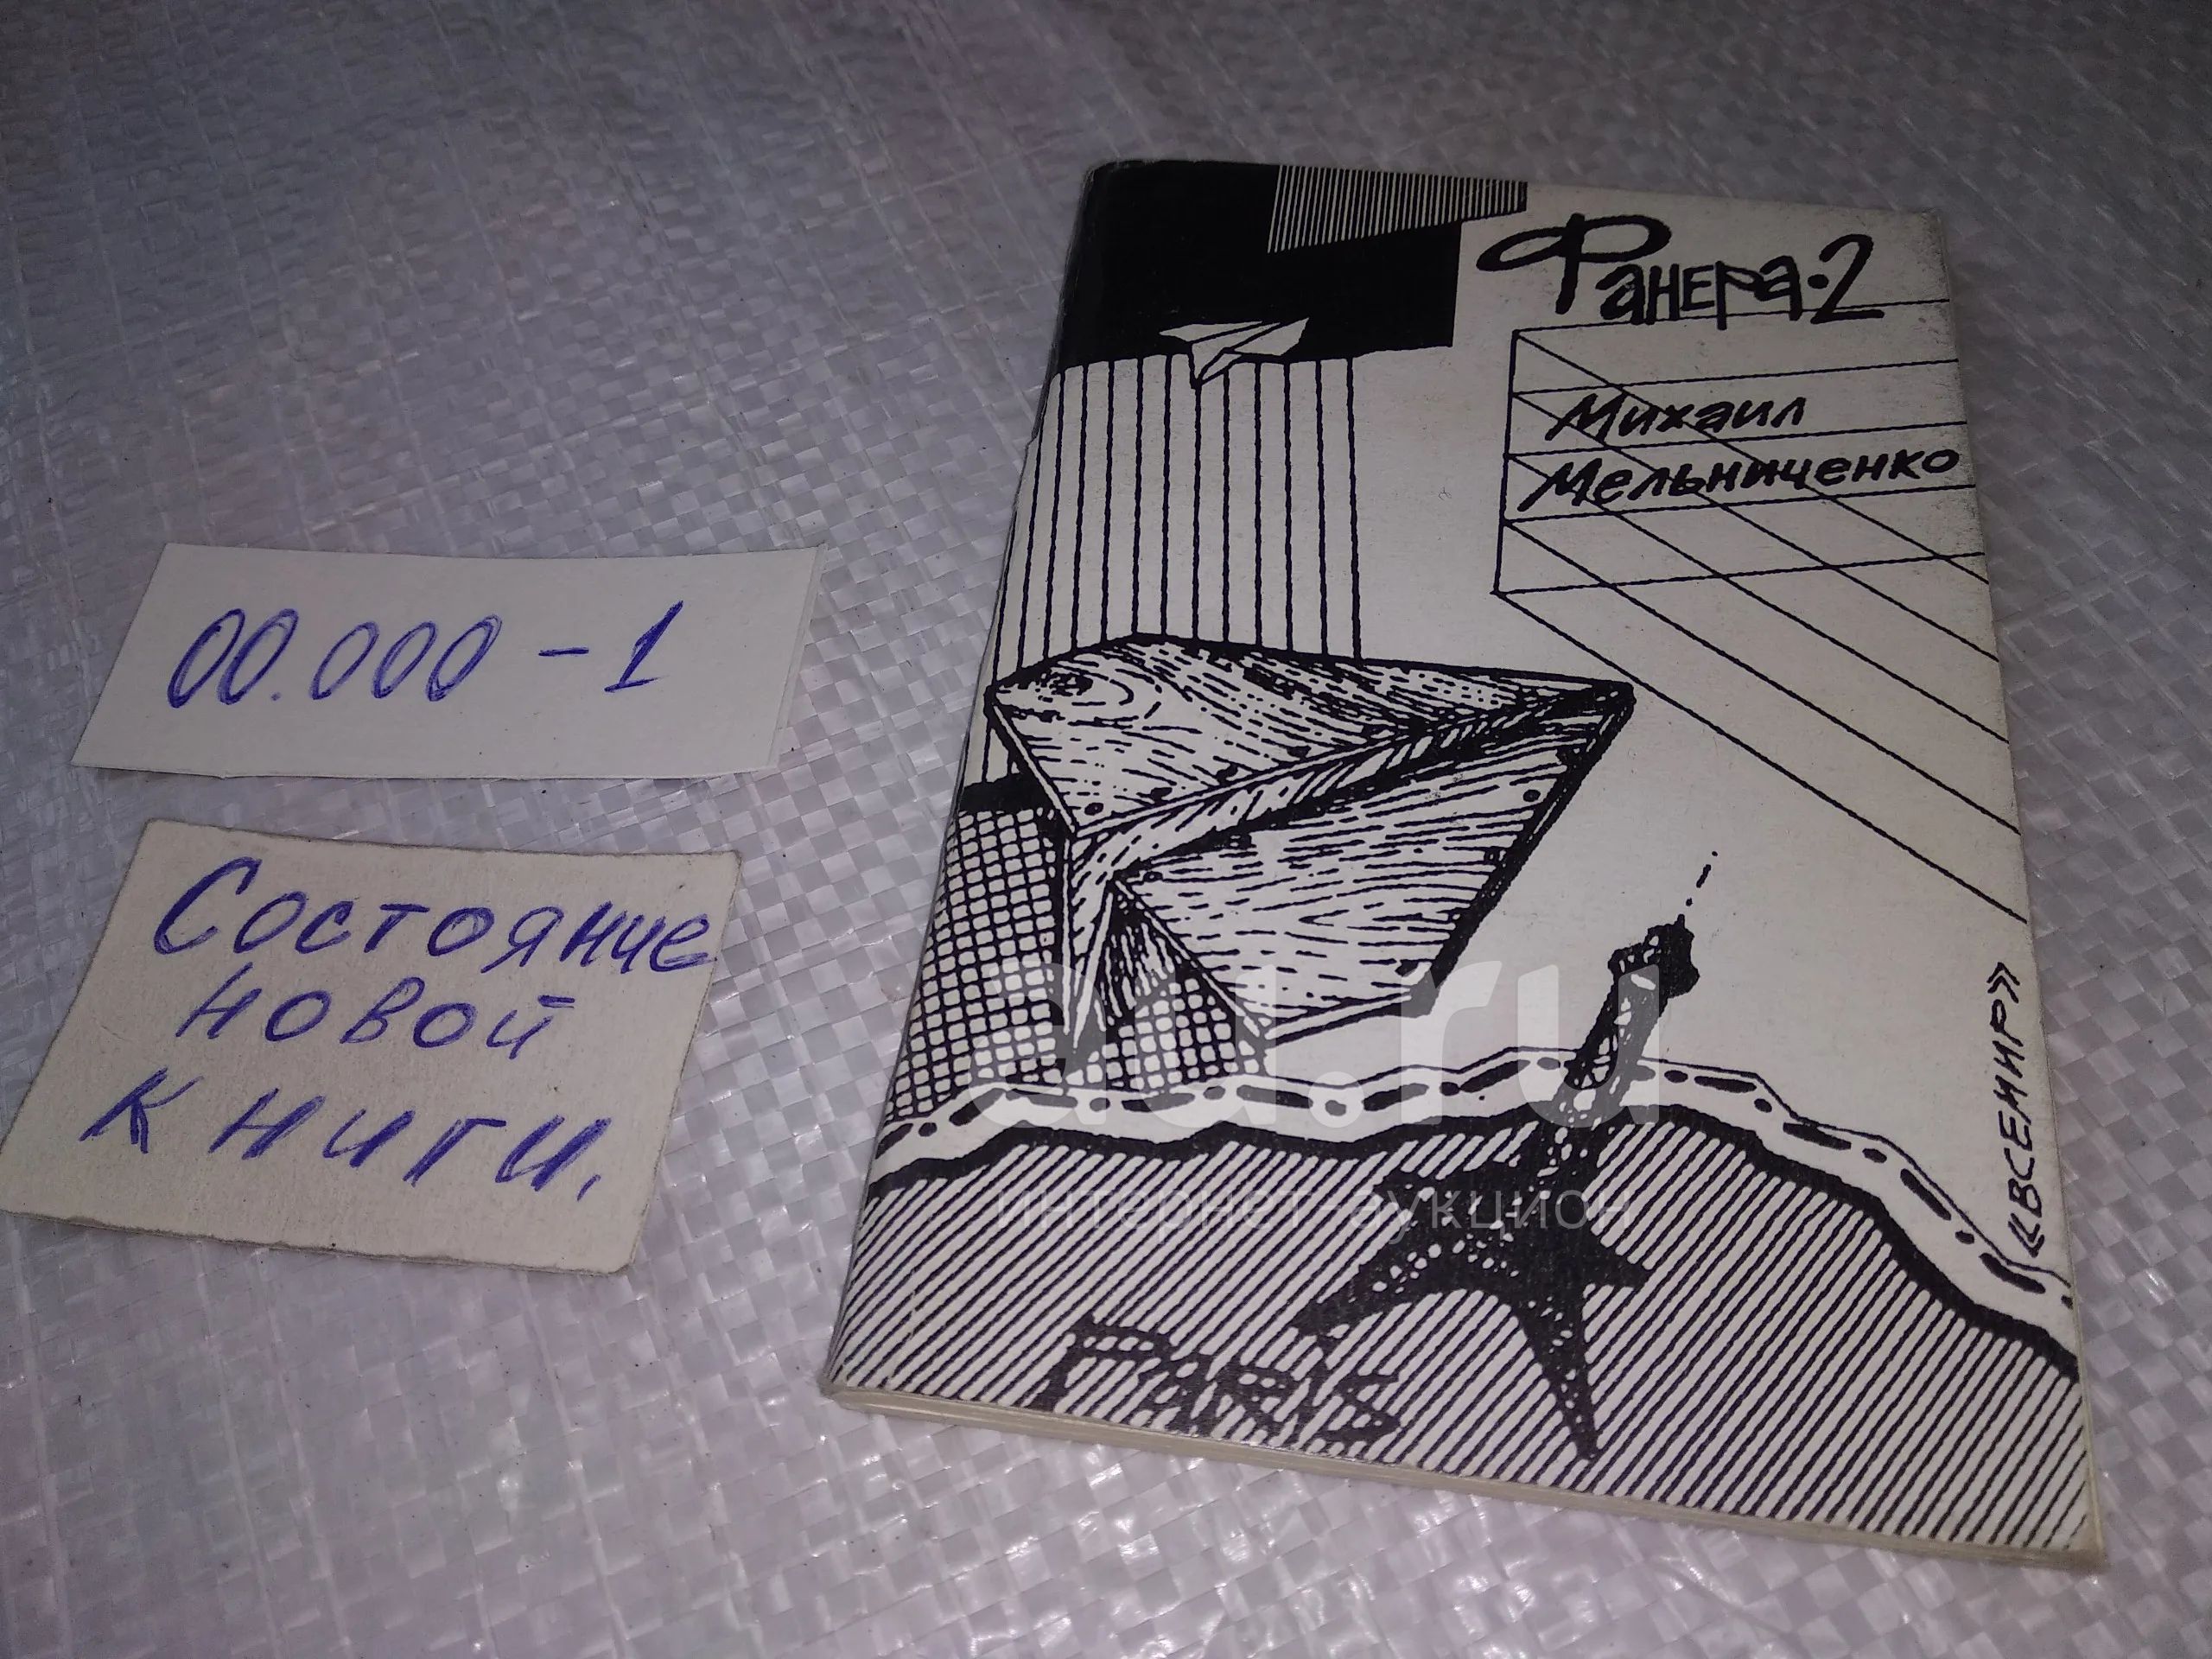 Фанера-2
Михаил
Мельниченко
00.000-1
Состояние
новой
книги.
«ВСЕМИР»
PARIS
au.ru
интернет-аукцион